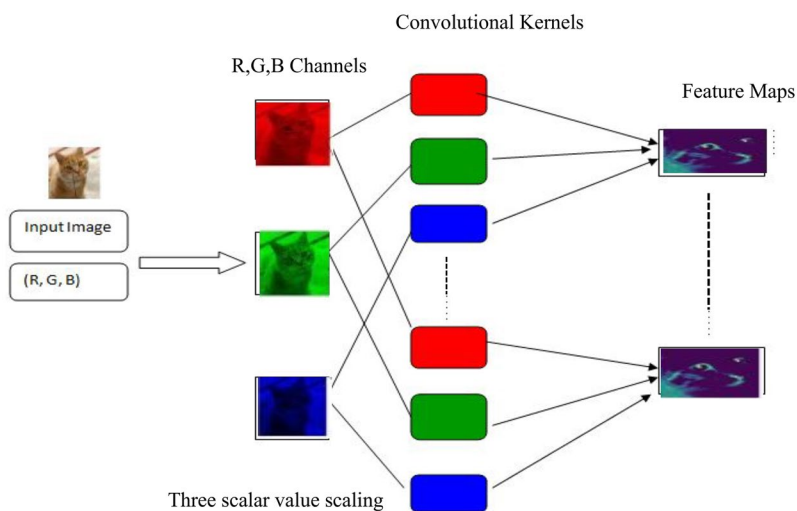 Convolutional Kernels
R,G,B Channels
Feature Maps
Input Image
(R, G, B)
Three scalar value scaling